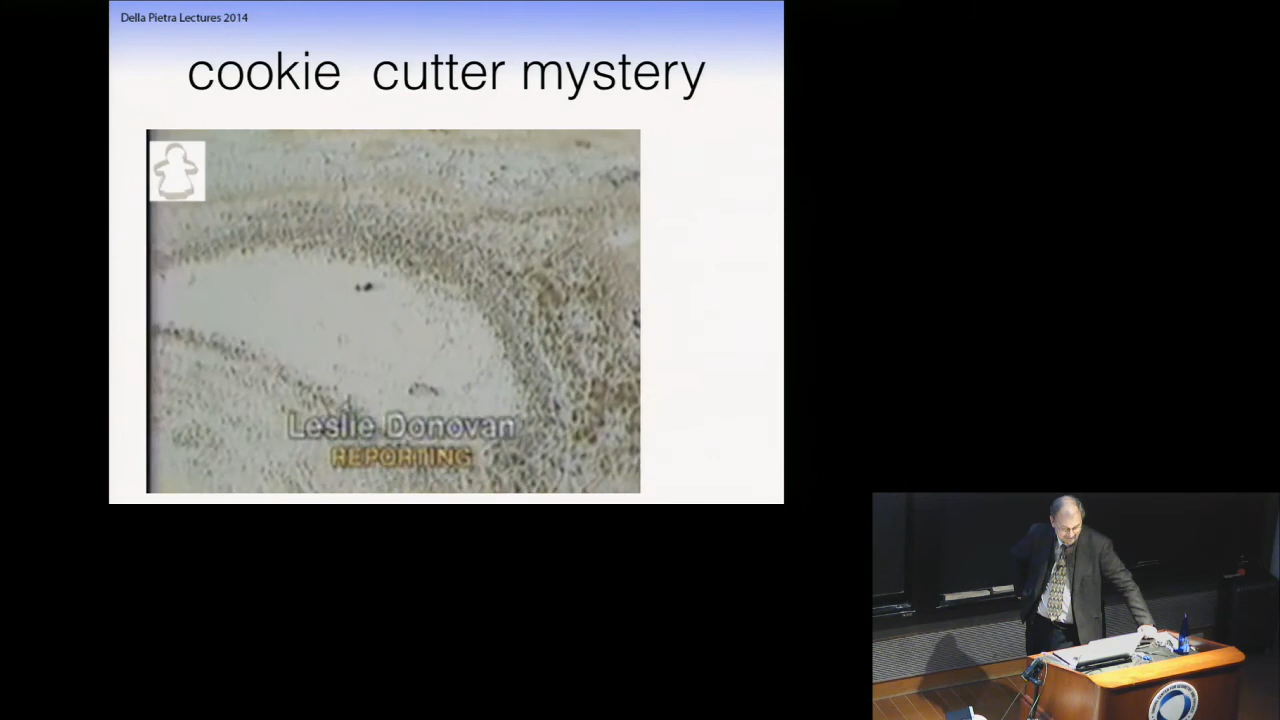 Della Pietra Lectures 2014
cookie cutter mystery
Leslie Donovan
REPORTING